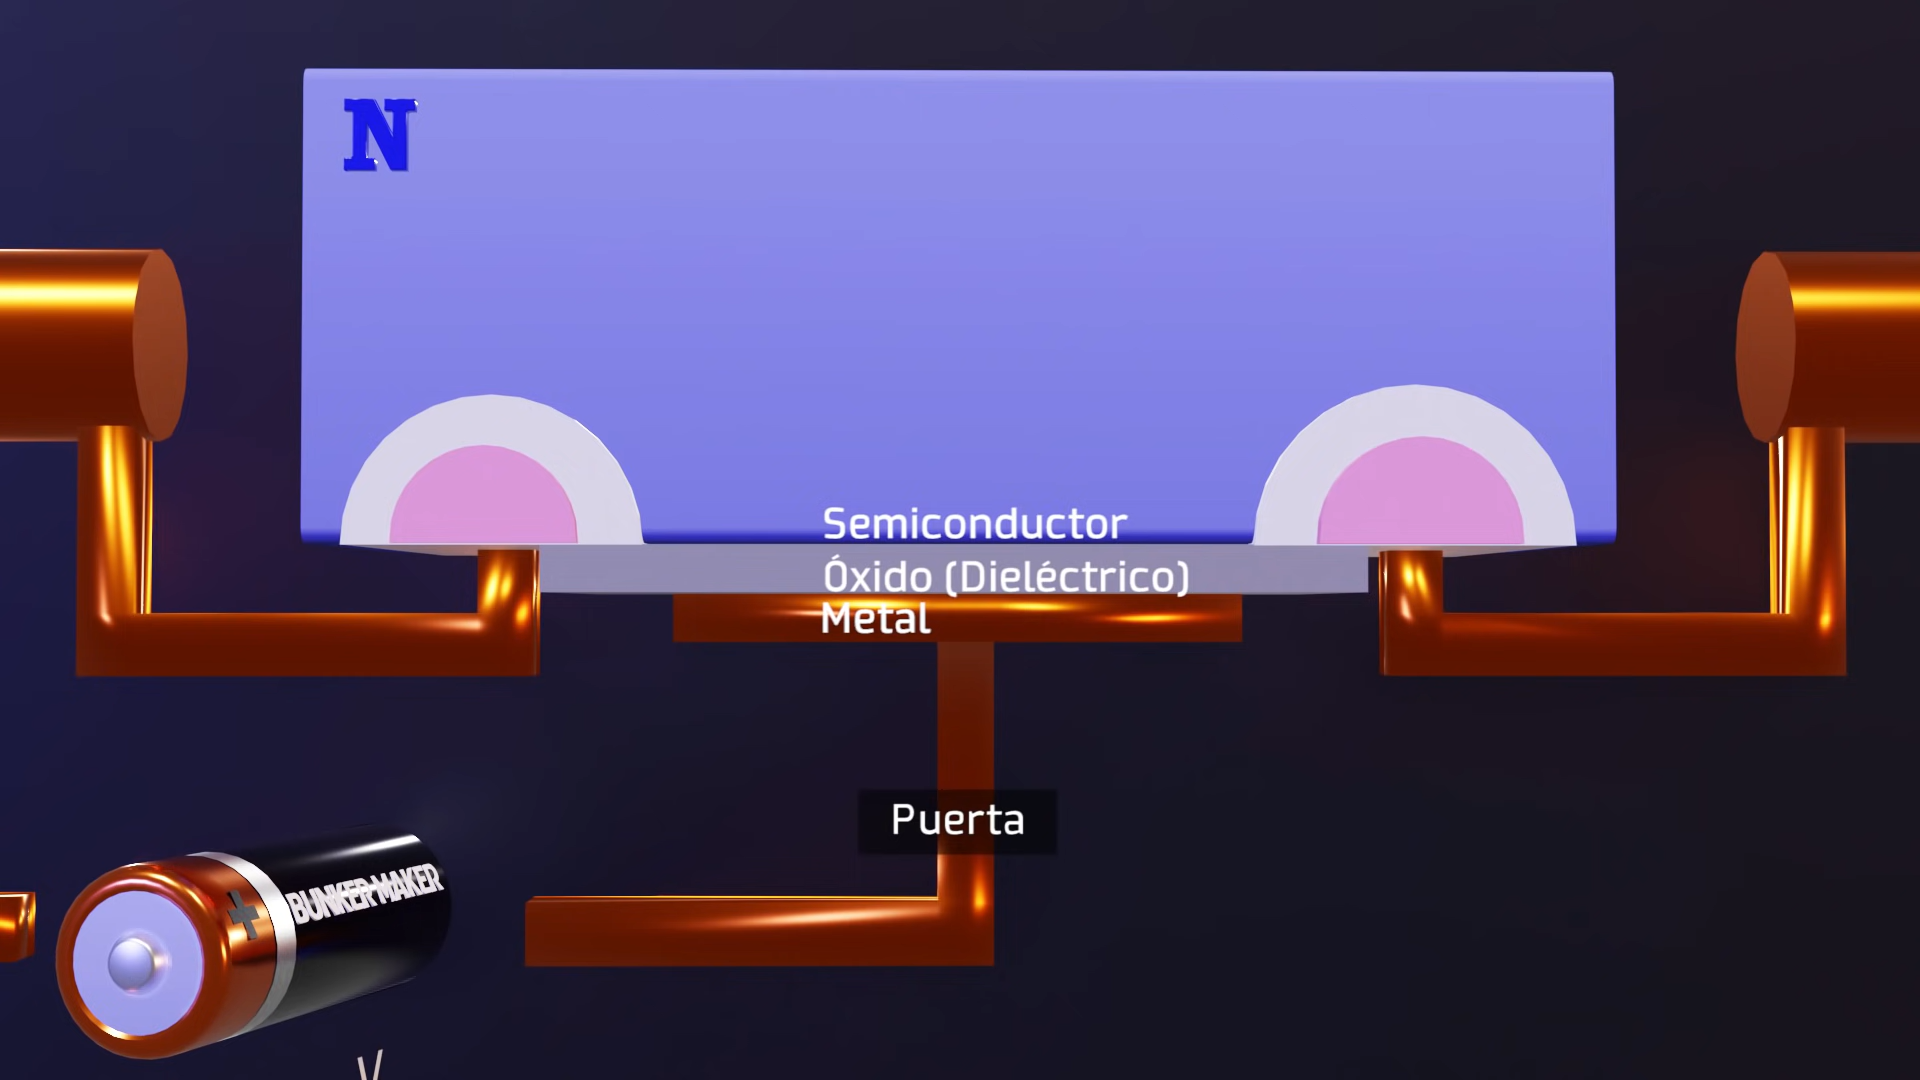 N
Semiconductor
Óxido (Dieléctrico)
Metal
Puerta
+ BUNKER MAKER
V